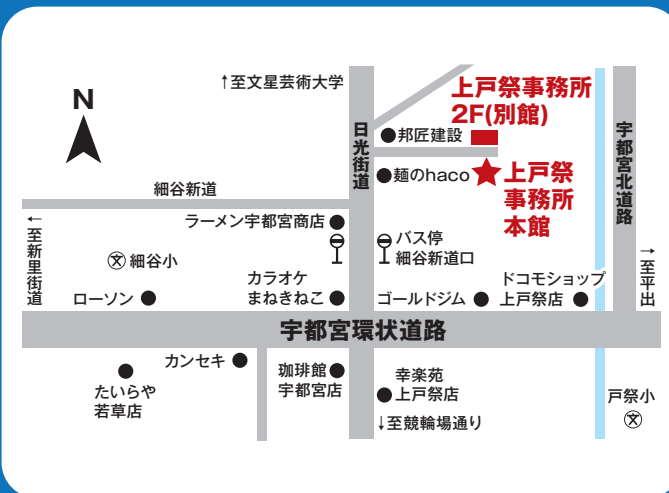 ↑至文星芸術大学
上戸祭事務所
2F(別館)
N
日光街道
邦匠建設
宇都宮北道路
麺のhaco
上戸祭
事務所
本館
細谷新道
ラーメン宇都宮商店
バス停
細谷新道口
←至新里街道
文
細谷小
→至平出
カラオケ
まねきねこ
ドコモショップ
上戸祭店
ローソン
ゴールドジム
宇都宮環状道路
カンセキ
珈琲館
宇都宮店
幸楽苑
上戸祭店
たいらや
若草店
戸祭小
文
↓至競輪場通り